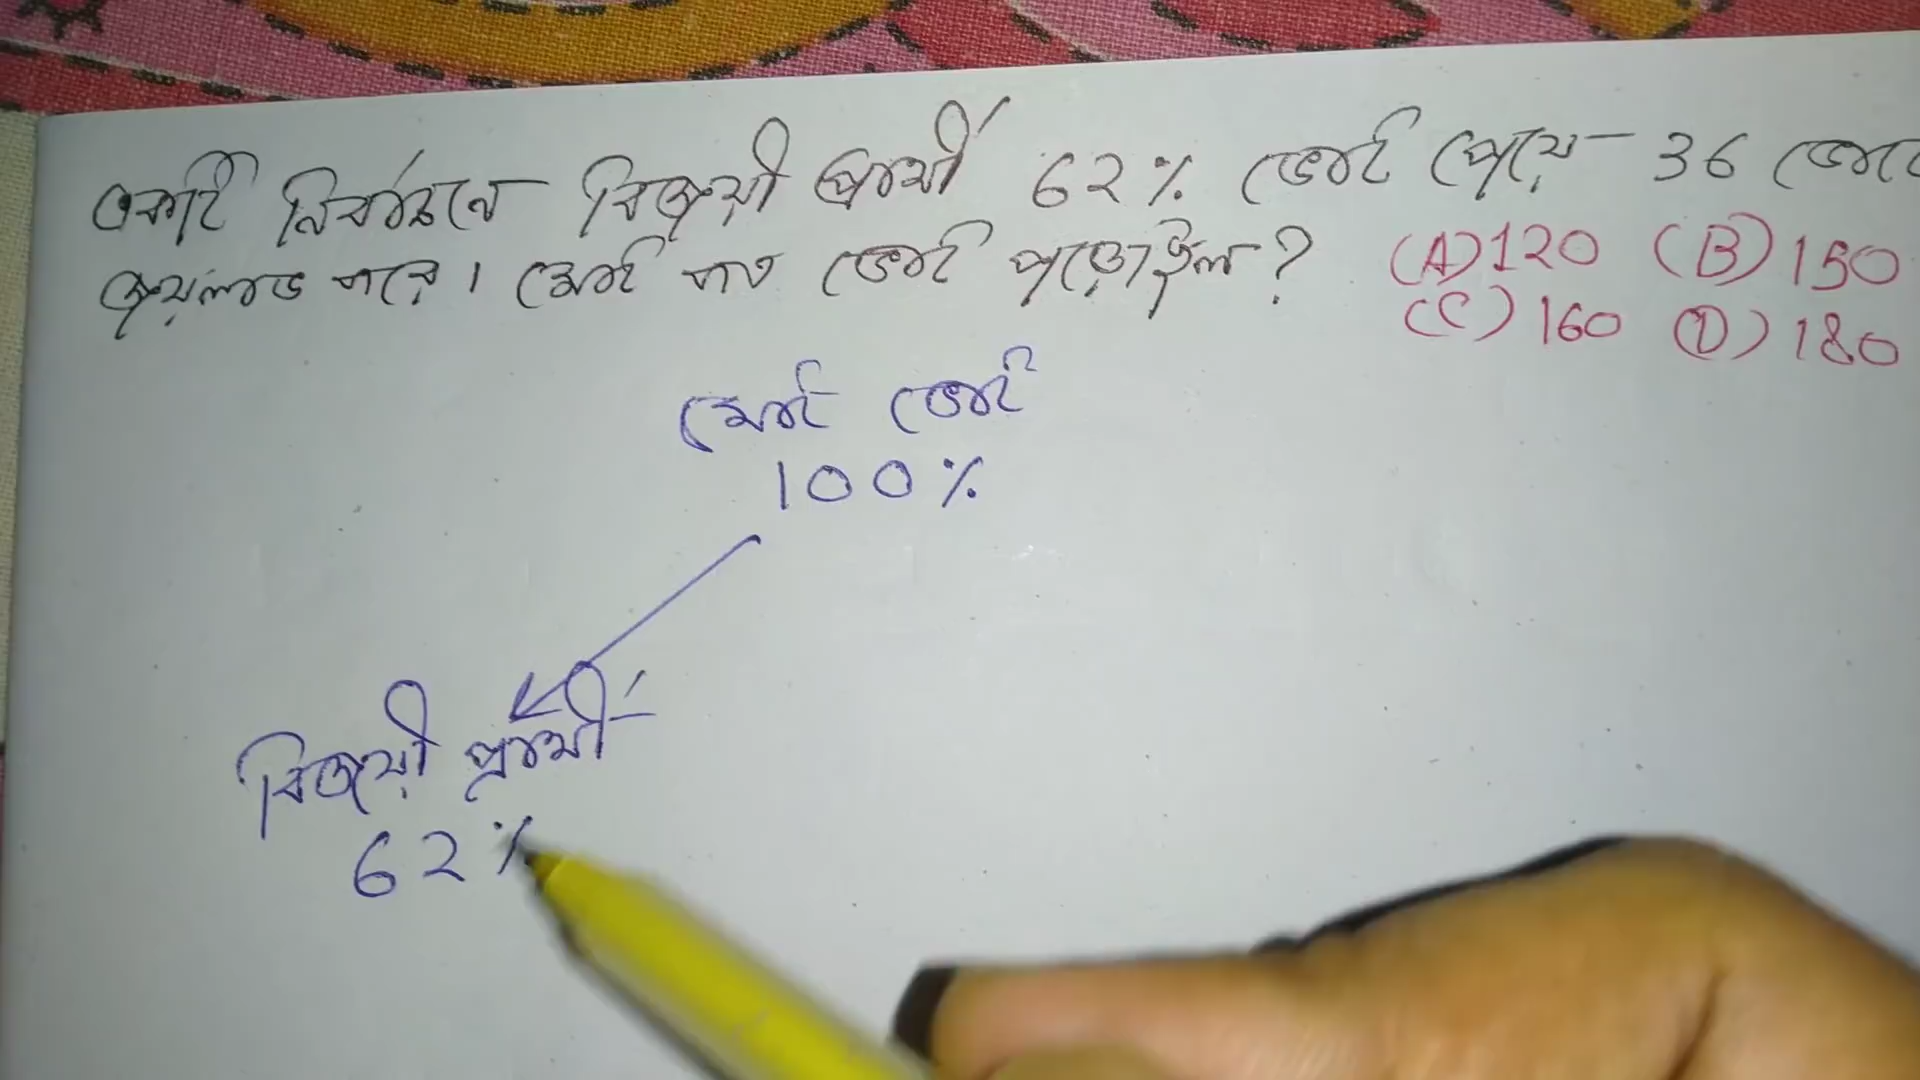 একটি নির্বাচনে বিজয়ী প্রার্থী 62% ভোট পেয়ে 36 ভোটে
জয়লাভ করে। মোট কত ভোট পড়েছিল? (A) 120 (B) 150
(C) 160 (D) 180
মোট ভোট
100%
বিজয়ী প্রার্থী
62%